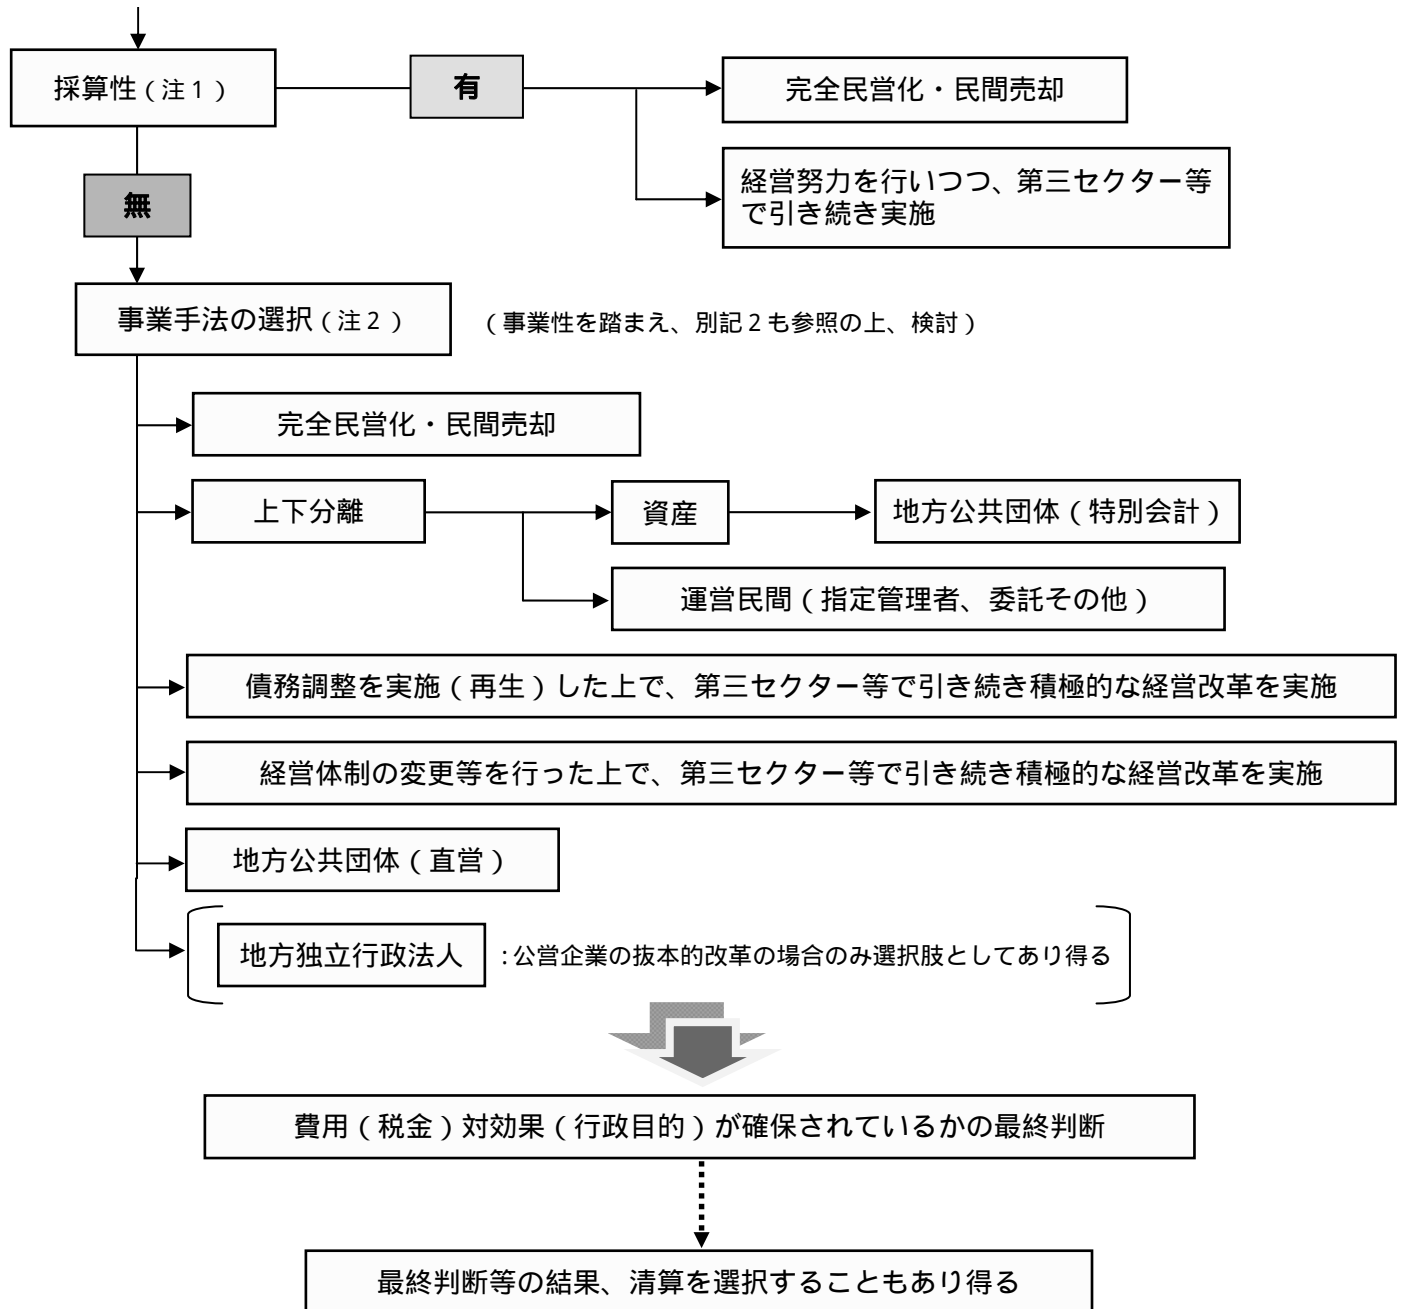 採算性（注１）
有
完全民営化・民間売却
経営努力を行いつつ、第三セクター等
で引き続き実施
無
事業手法の選択（注２）
（事業性を踏まえ、別記２も参照の上、検討）
完全民営化・民間売却
上下分離
資産
地方公共団体（特別会計）
運営民間（指定管理者、委託その他）
債務調整を実施（再生）した上で、第三セクター等で引き続き積極的な経営改革を実施
経営体制の変更等を行った上で、第三セクター等で引き続き積極的な経営改革を実施
地方公共団体（直営）
地方独立行政法人
：公営企業の抜本的改革の場合のみ選択肢としてあり得る
費用（税金）対効果（行政目的）が確保されているかの最終判断
最終判断等の結果、清算を選択することもあり得る